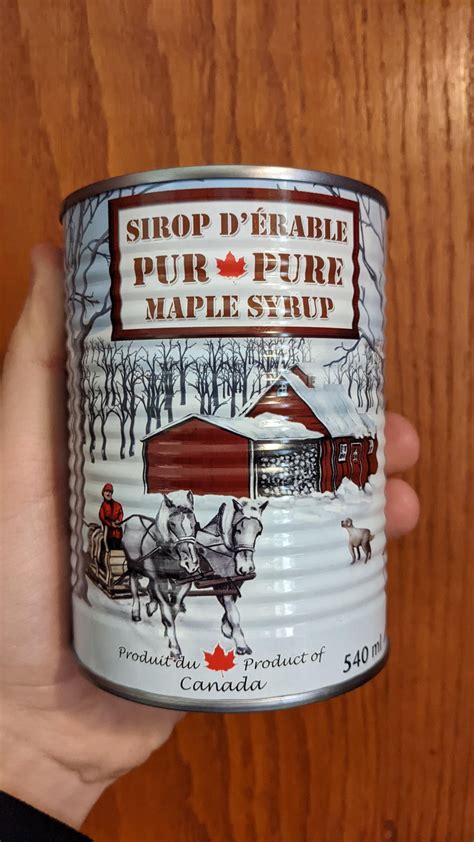 SIROP D'ÉRABLE
PUR PURE
MAPLE SYRUP
Produit du Product of
Canada
540 ml